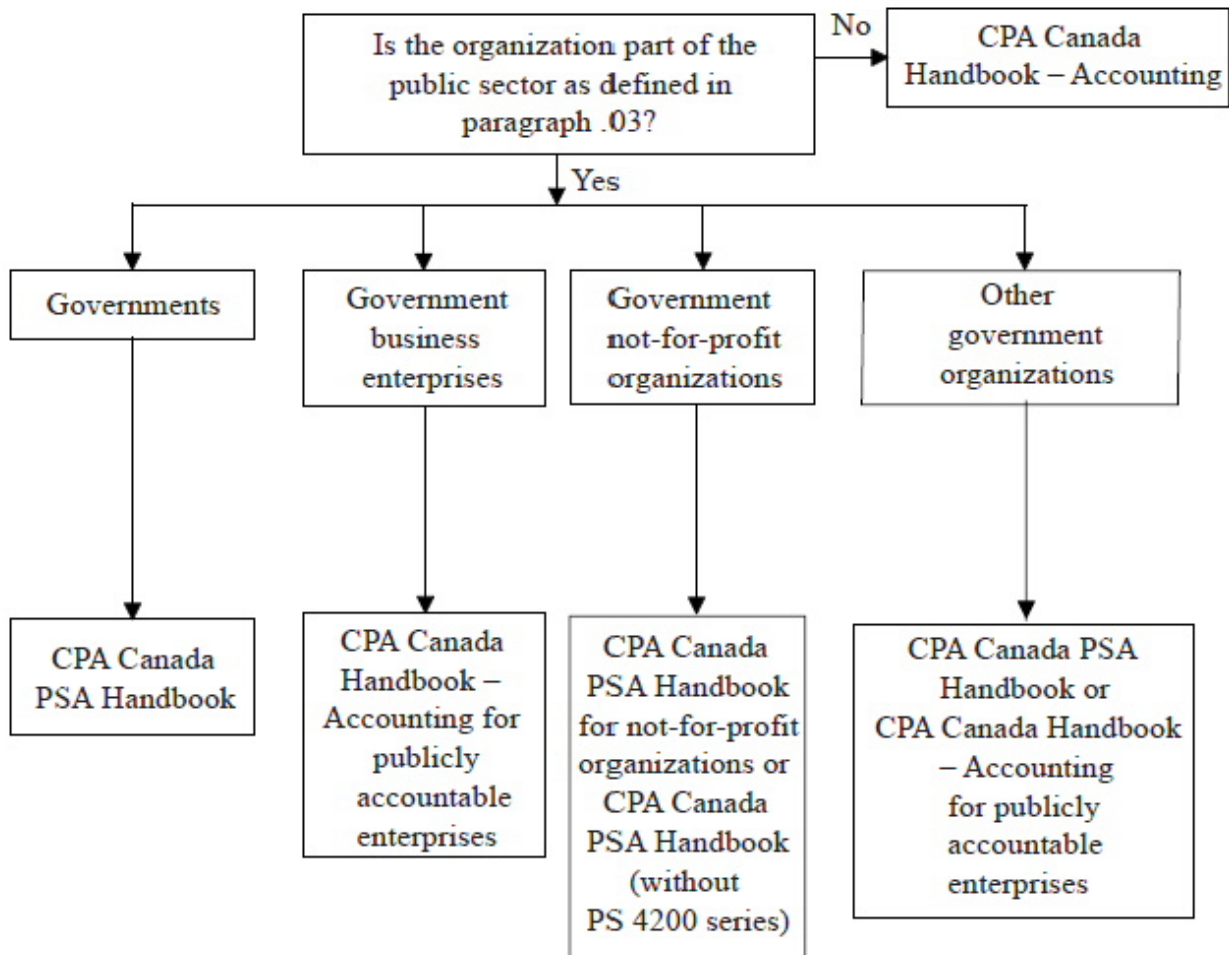 Is the organization part of the
public sector as defined in
paragraph .03?
No
CPA Canada
Handbook – Accounting
Yes
Governments
Government
business
enterprises
Government
not-for-profit
organizations
Other
government
organizations
CPA Canada
PSA Handbook
CPA Canada
Handbook –
Accounting for
publicly
accountable
enterprises
CPA Canada
PSA Handbook
for not-for-profit
organizations or
CPA Canada
PSA Handbook
(without
PS 4200 series)
CPA Canada PSA
Handbook or
CPA Canada Handbook
– Accounting
for publicly
accountable
enterprises